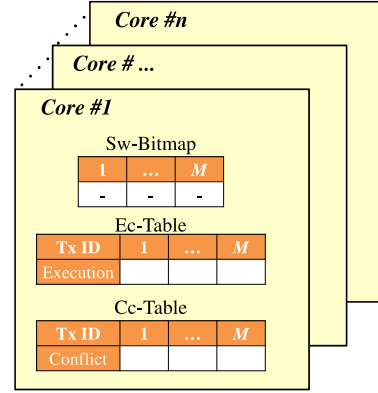 Core #n
Core # ...
Core #1
Sw-Bitmap
1 ... M
- - -
Ec-Table
Tx ID 1 ... M
Execution
Cc-Table
Tx ID 1 ... M
Conflict